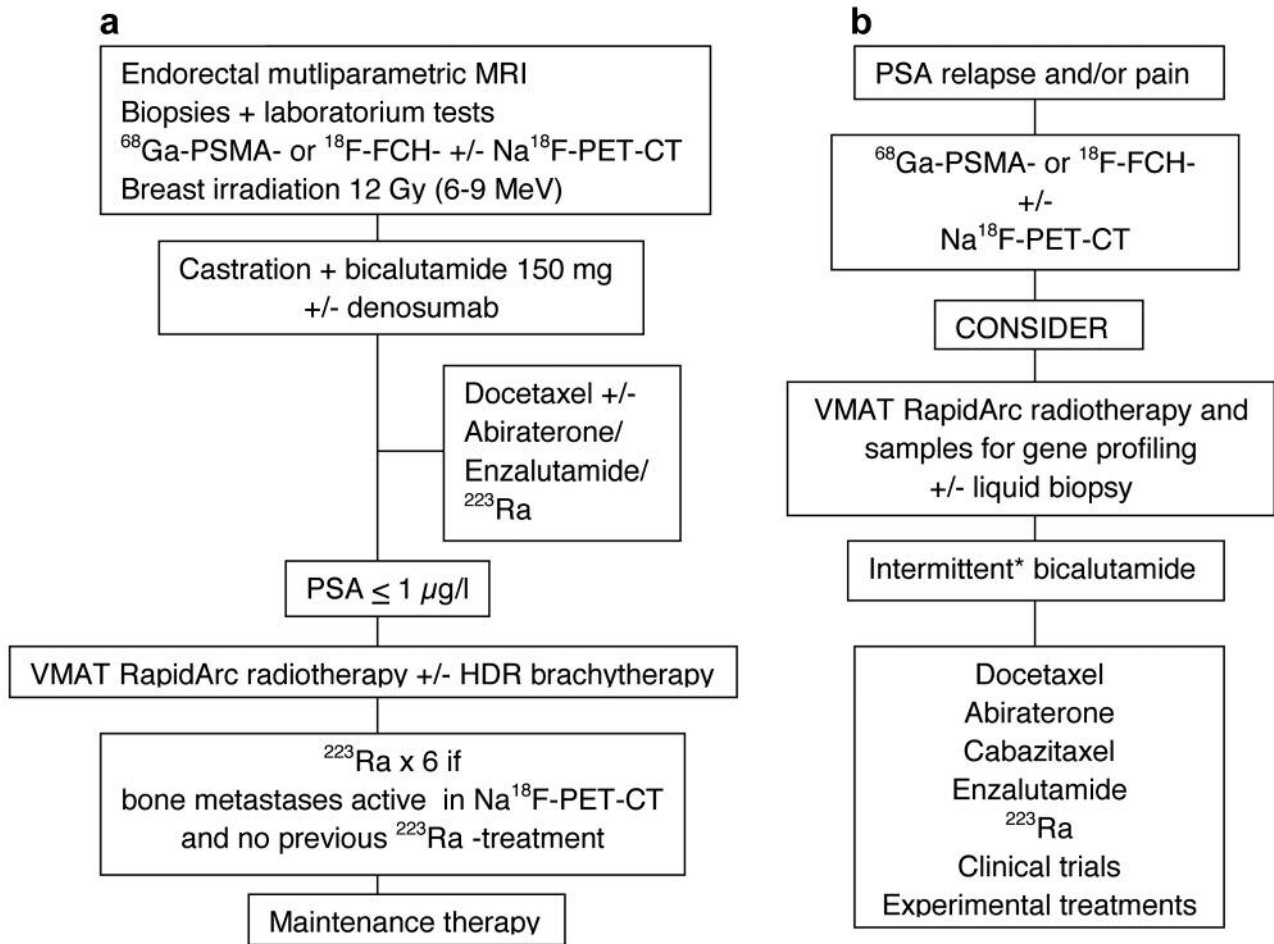 a
Endorectal mutliparametric MRI
Biopsies + laboratorium tests
⁶⁸Ga-PSMA- or ¹⁸F-FCH- +/- Na¹⁸F-PET-CT
Breast irradiation 12 Gy (6-9 MeV)
Castration + bicalutamide 150 mg
+/- denosumab
Docetaxel +/-
Abiraterone/
Enzalutamide/
²²³Ra
PSA ≤ 1 µg/l
VMAT RapidArc radiotherapy +/- HDR brachytherapy
²²³Ra x 6 if
bone metastases active in Na¹⁸F-PET-CT
and no previous ²²³Ra -treatment
Maintenance therapy
b
PSA relapse and/or pain
⁶⁸Ga-PSMA- or ¹⁸F-FCH-
+/-
Na¹⁸F-PET-CT
CONSIDER
VMAT RapidArc radiotherapy and
samples for gene profiling
+/- liquid biopsy
Intermittent* bicalutamide
Docetaxel
Abiraterone
Cabazitaxel
Enzalutamide
²²³Ra
Clinical trials
Experimental treatments